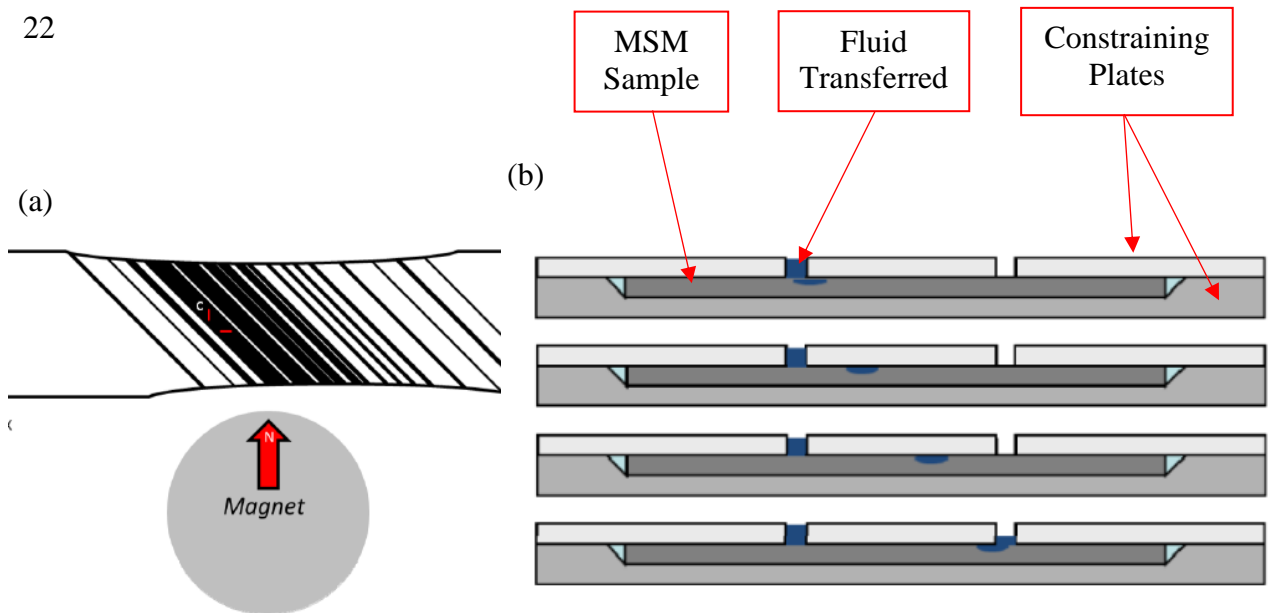 22
MSM
Sample
Fluid
Transferred
Constraining
Plates
(a)
(b)
c
N
Magnet